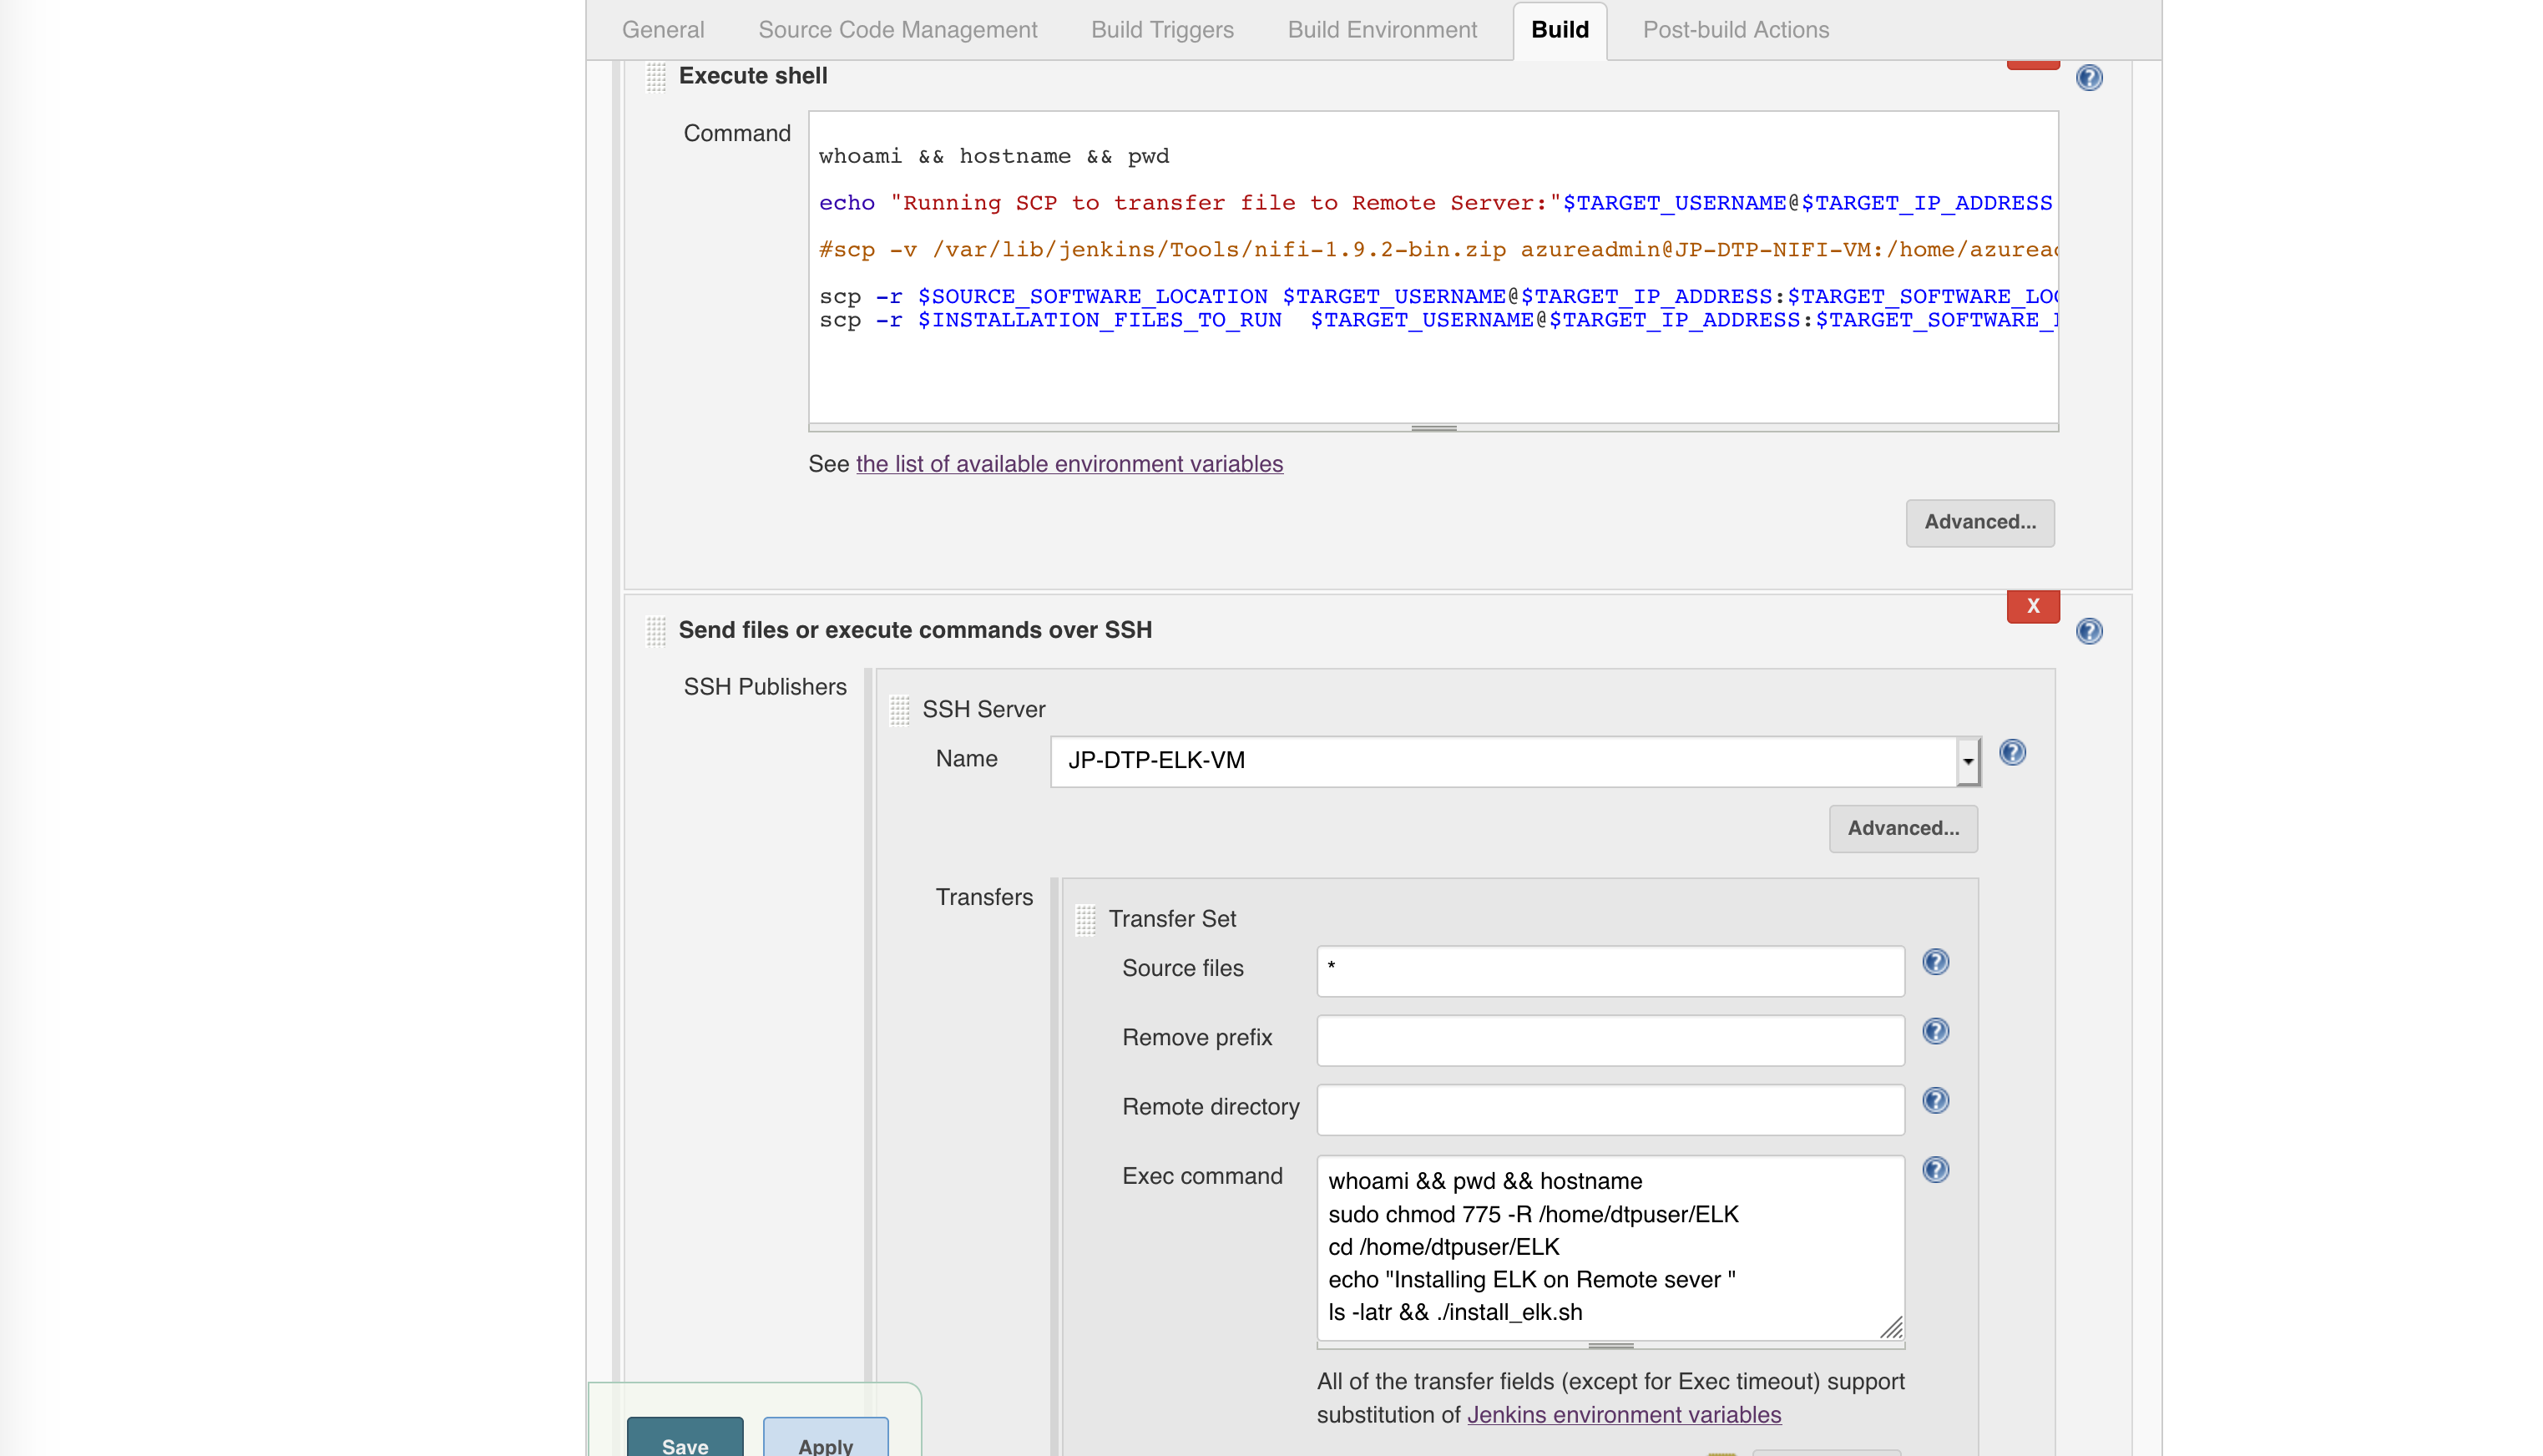 General Source Code Management Build Triggers Build Environment Build Post-build Actions
Execute shell
Command
whoami && hostname && pwd
echo "Running SCP to transfer file to Remote Server:"$TARGET_USERNAME@$TARGET_IP_ADDRESS
#scp -v /var/lib/jenkins/Tools/nifi-1.9.2-bin.zip azureadmin@JP-DTP-NIFI-VM:/home/azuread
scp -r $SOURCE_SOFTWARE_LOCATION $TARGET_USERNAME@$TARGET_IP_ADDRESS:$TARGET_SOFTWARE_LOC
scp -r $INSTALLATION_FILES_TO_RUN  $TARGET_USERNAME@$TARGET_IP_ADDRESS:$TARGET_SOFTWARE_
See the list of available environment variables
Advanced...
X
Send files or execute commands over SSH
SSH Publishers
SSH Server
Name JP-DTP-ELK-VM
Advanced...
Transfers
Transfer Set
Source files *
Remove prefix
Remote directory
Exec command
whoami && pwd && hostname
sudo chmod 775 -R /home/dtpuser/ELK
cd /home/dtpuser/ELK
echo "Installing ELK on Remote sever "
ls -latr && ./install_elk.sh
All of the transfer fields (except for Exec timeout) support
substitution of Jenkins environment variables
Save Apply